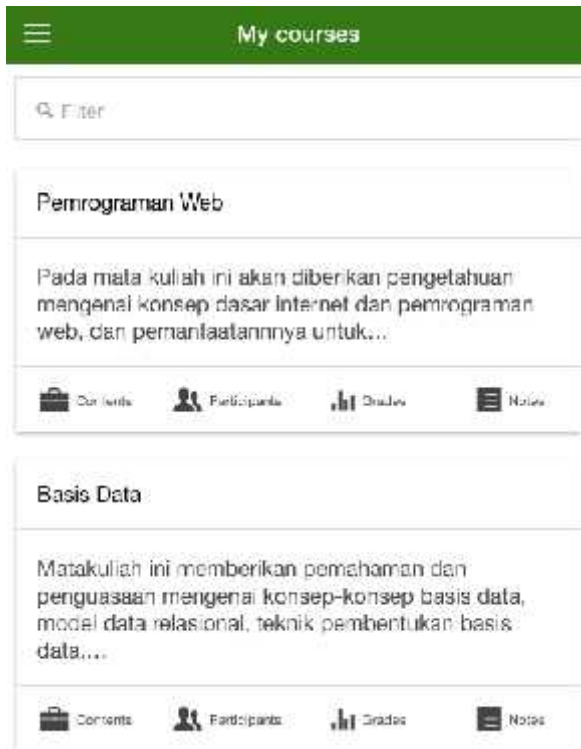 My courses
Filter
Pemrograman Web
Pada mata kuliah ini akan diberikan pengetahuan
mengenai konsep dasar internet dan pemrograman
web, dan pemanfaatannnya untuk...
Contents Participants Grades Notes
Basis Data
Matakuliah ini memberikan pemahaman dan
penguasaan mengenai konsep-konsep basis data,
model data relasional, teknik pembentukan basis
data,...
Contents Participants Grades Notes